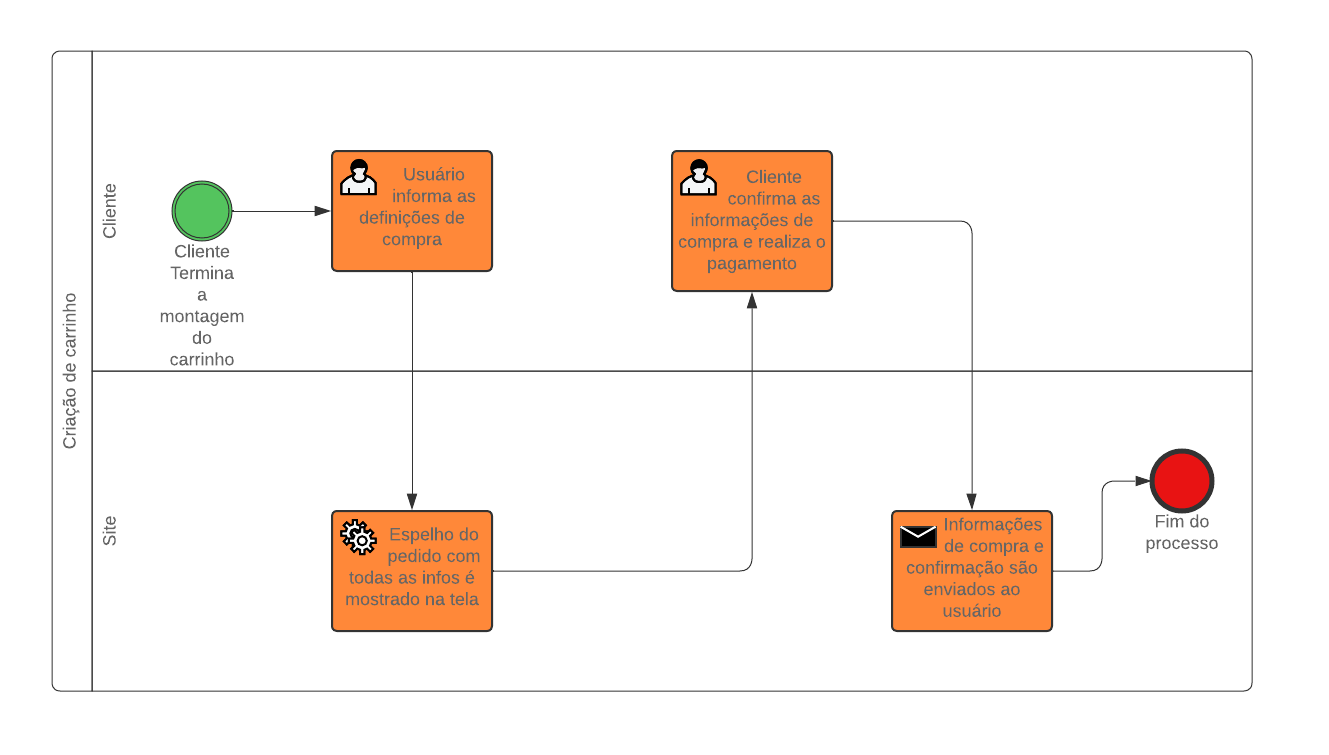 Criação de carrinho
Cliente
Cliente
Termina
a
montagem
do
carrinho
Usuário
informa as
definições de
compra
Cliente
confirma as
informações de
compra e realiza o
pagamento
Site
Espelho do
pedido com
todas as infos é
mostrado na tela
Informações
de compra e
confirmação são
enviados ao
usuário
Fim do
processo